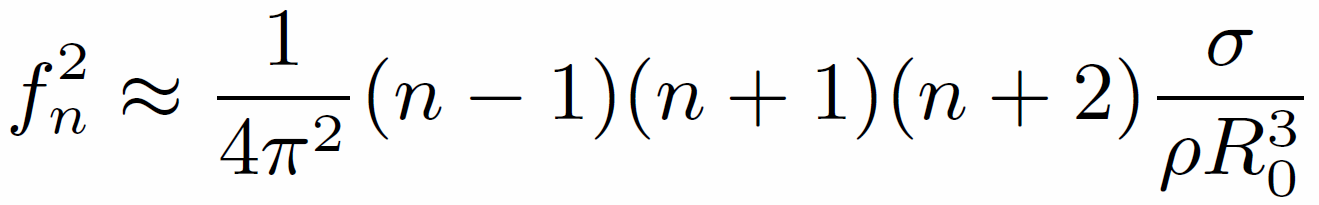 f_n^2 ≈ \frac{1}{4π^2}(n − 1)(n + 1)(n + 2)\frac{σ}{ρR_0^3}